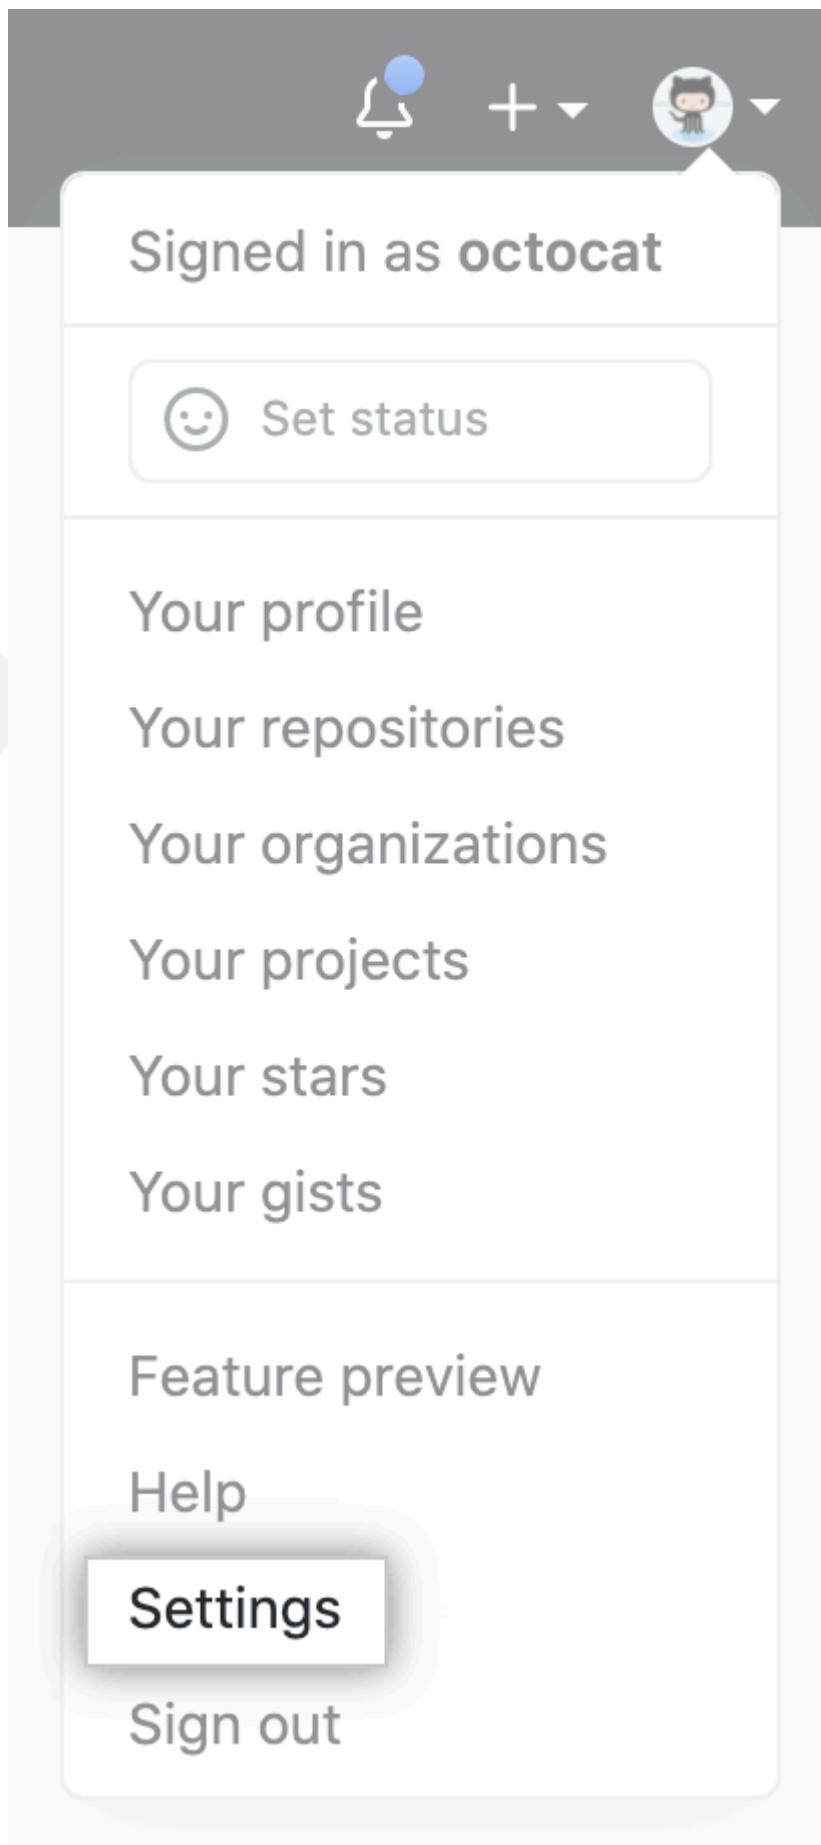 Signed in as octocat
Set status
Your profile
Your repositories
Your organizations
Your projects
Your stars
Your gists
Feature preview
Help
Settings
Sign out